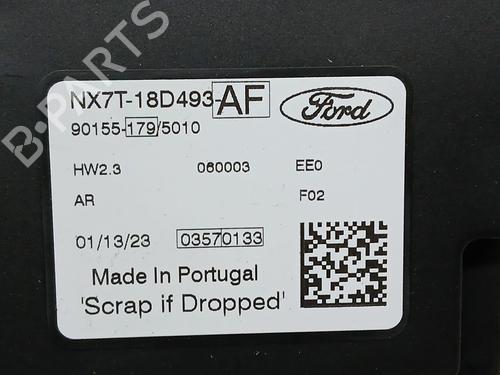 NX7T-18D493-AF
Ford
90155-179/5010
HW2.3 060003 EE0
AR F02
01/13/23 03570133
Made In Portugal
'Scrap if Dropped'
B-PARTS